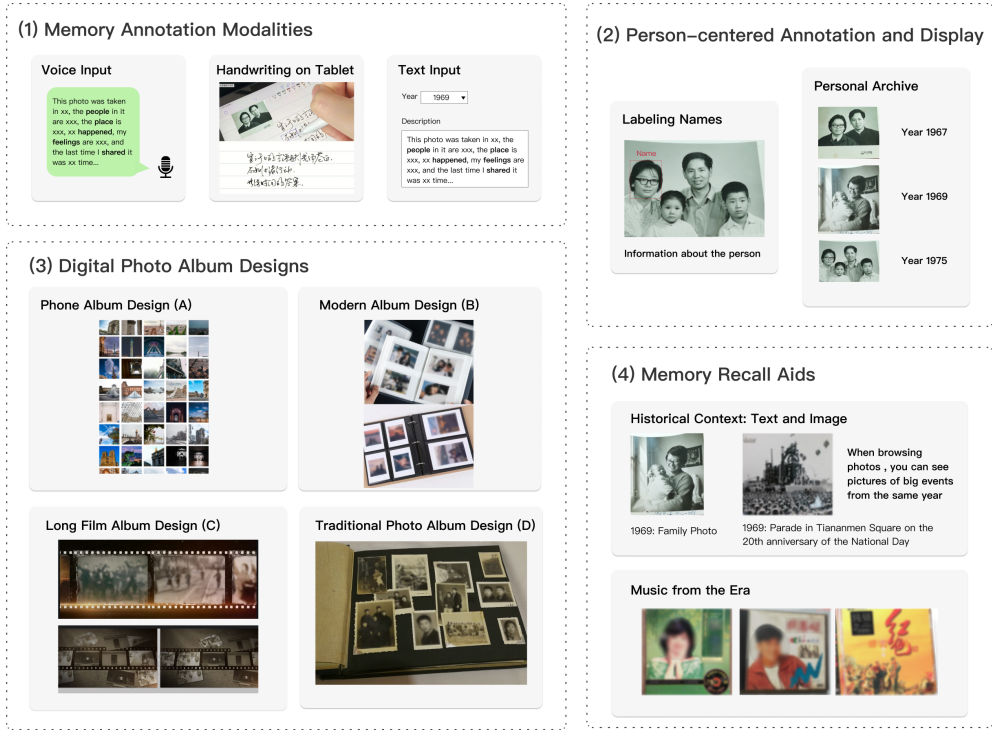 (1) Memory Annotation Modalities
Voice Input
This photo was taken
in xx, the people in it
are xxx, the place is
xxx, xx happened, my
feelings are xxx, and
the last time I shared it
was xx time...
Handwriting on Tablet
Text Input
Year
1969
Description
This photo was taken in xx, the
people in it are xxx, the place is
xxx, xx happened, my feelings are
xxx, and the last time I shared it
was xx time...
(2) Person-centered Annotation and Display
Labeling Names
Name
Information about the person
Personal Archive
Year 1967
Year 1969
Year 1975
(3) Digital Photo Album Designs
Phone Album Design (A)
Modern Album Design (B)
Long Film Album Design (C)
Traditional Photo Album Design (D)
(4) Memory Recall Aids
Historical Context: Text and Image
When browsing
photos , you can see
pictures of big events
from the same year
1969: Family Photo
1969: Parade in Tiananmen Square on the
20th anniversary of the National Day
Music from the Era
红色